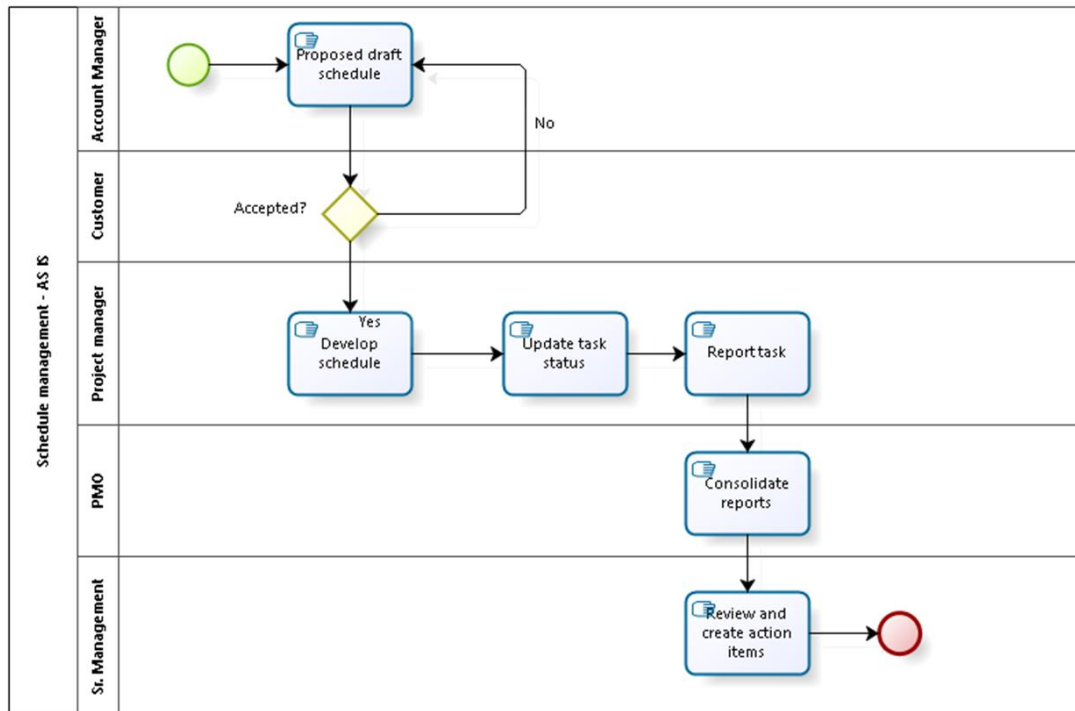 Schedule management - AS IS
Account Manager
Proposed draft
schedule
No
Customer
Accepted?
Project manager
Yes
Develop
schedule
Update task
status
Report task
PMO
Consolidate
reports
Sr. Management
Review and
create action
items